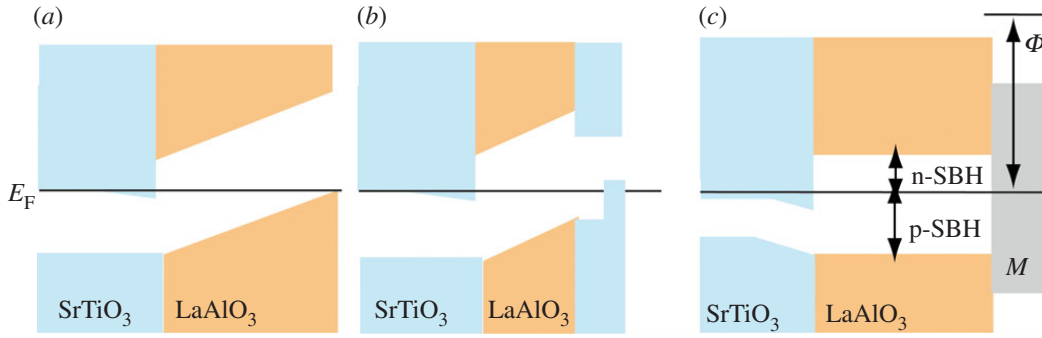 (a) (b) (c)
Φ
n-SBH
E_F
p-SBH
M
SrTiO₃ LaAlO₃ SrTiO₃ LaAlO₃ SrTiO₃ LaAlO₃